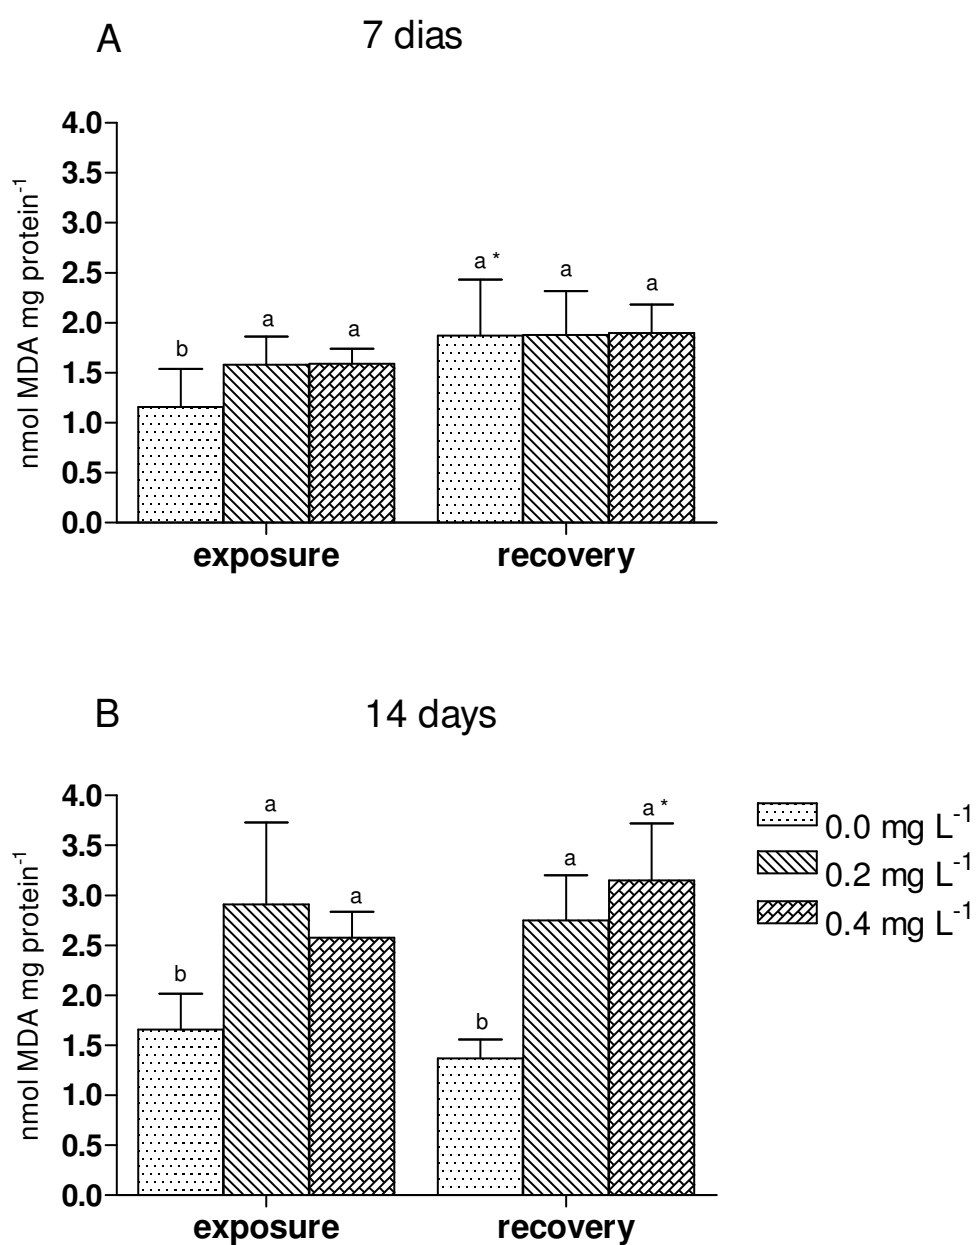 A
7 dias
nmol MDA mg protein-1
4.0
3.5
3.0
2.5
2.0
1.5
1.0
0.5
0.0
b
a
a
a *
a
a
exposure
recovery
B
14 days
nmol MDA mg protein-1
4.0
3.5
3.0
2.5
2.0
1.5
1.0
0.5
0.0
b
a
a
b
a
a *
exposure
recovery
0.0 mg L-1
0.2 mg L-1
0.4 mg L-1